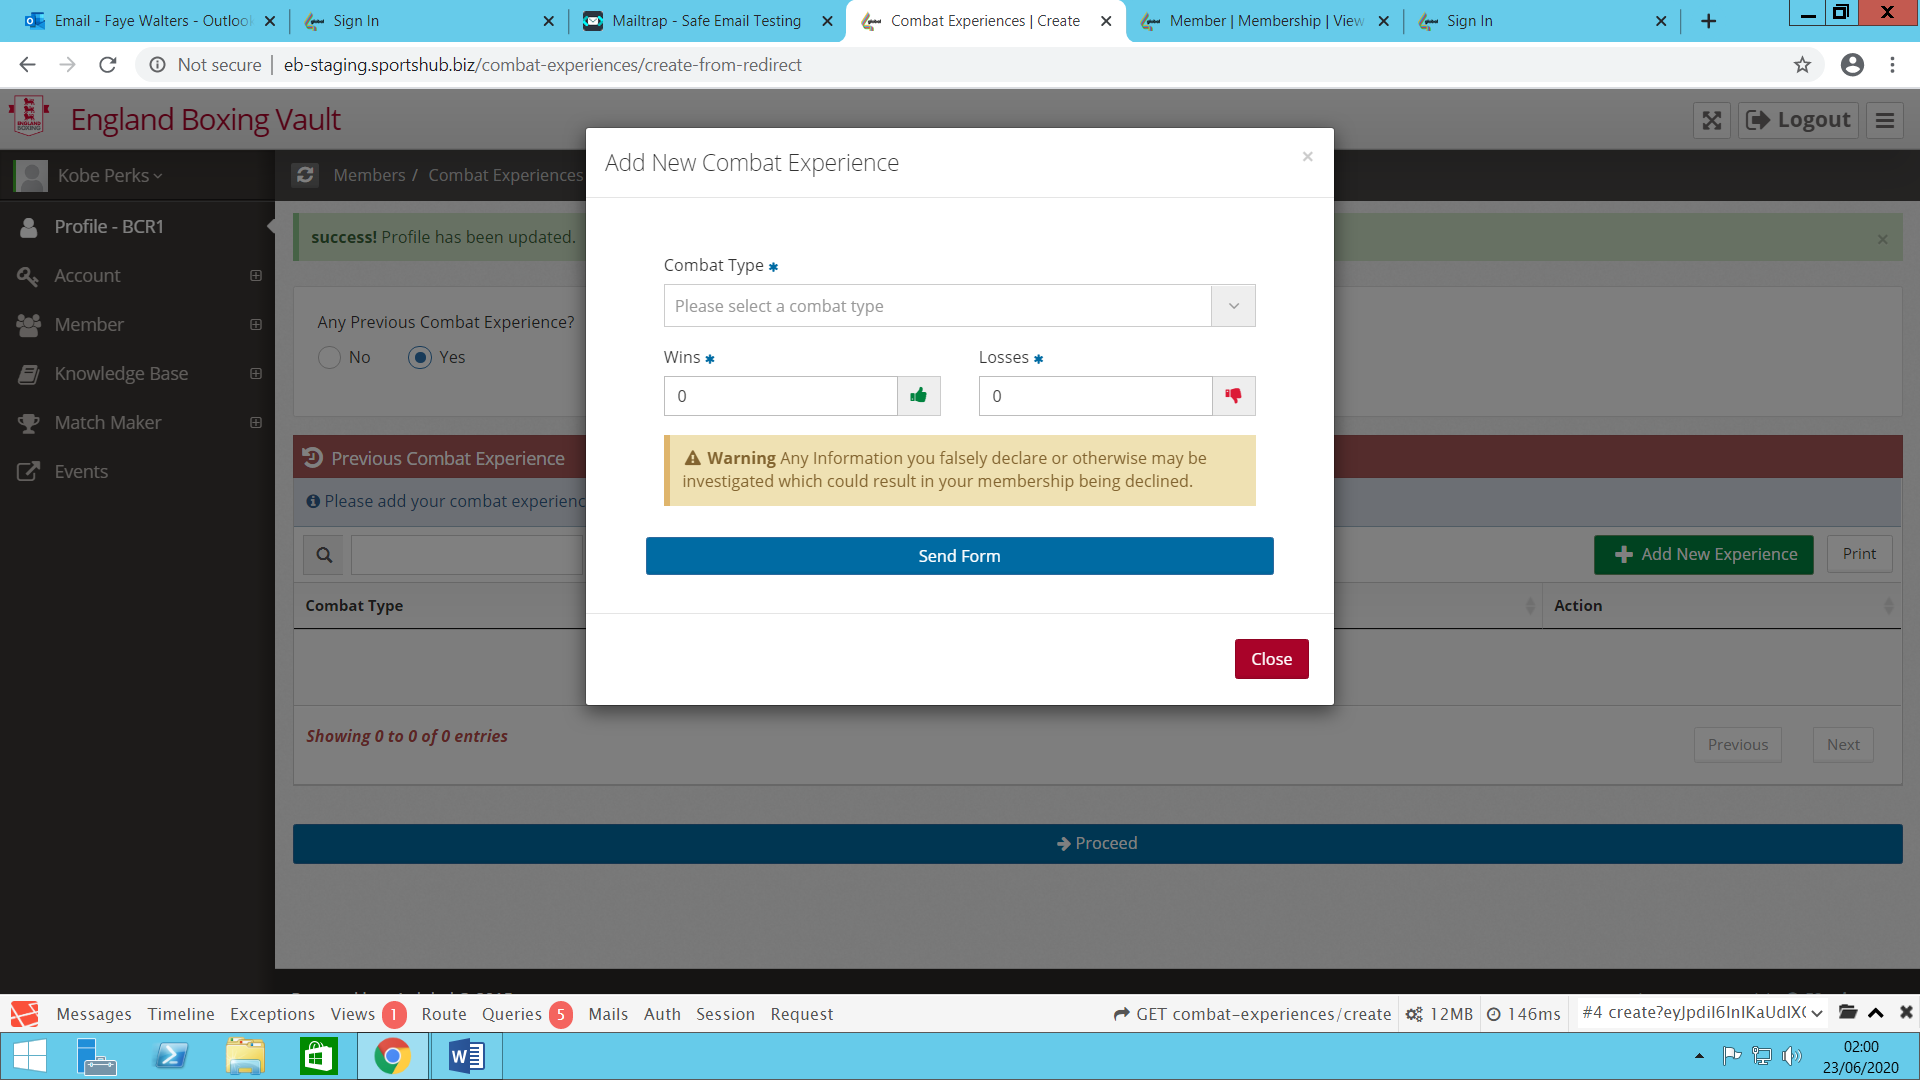 Email - Faye Walters - Outlook
Sign In
Mailtrap - Safe Email Testing
Combat Experiences | Create
Member | Membership | View
Sign In
Not secure | eb-staging.sportshub.biz/combat-experiences/create-from-redirect
England Boxing Vault
Logout
Kobe Perks
Members / Combat Experiences
Profile - BCR1
Account
Member
Knowledge Base
Match Maker
Events
success! Profile has been updated.
Any Previous Combat Experience?
No
Yes
Previous Combat Experience
Please add your combat experienc
Add New Experience
Print
Combat Type
Action
Showing 0 to 0 of 0 entries
Previous
Next
Proceed
Add New Combat Experience
Combat Type
Please select a combat type
Wins
Losses
0
0
Warning Any Information you falsely declare or otherwise may be
investigated which could result in your membership being declined.
Send Form
Close
Messages Timeline Exceptions Views 1 Route Queries 5 Mails Auth Session Request
GET combat-experiences/create 12MB 146ms
02:00
23/06/2020